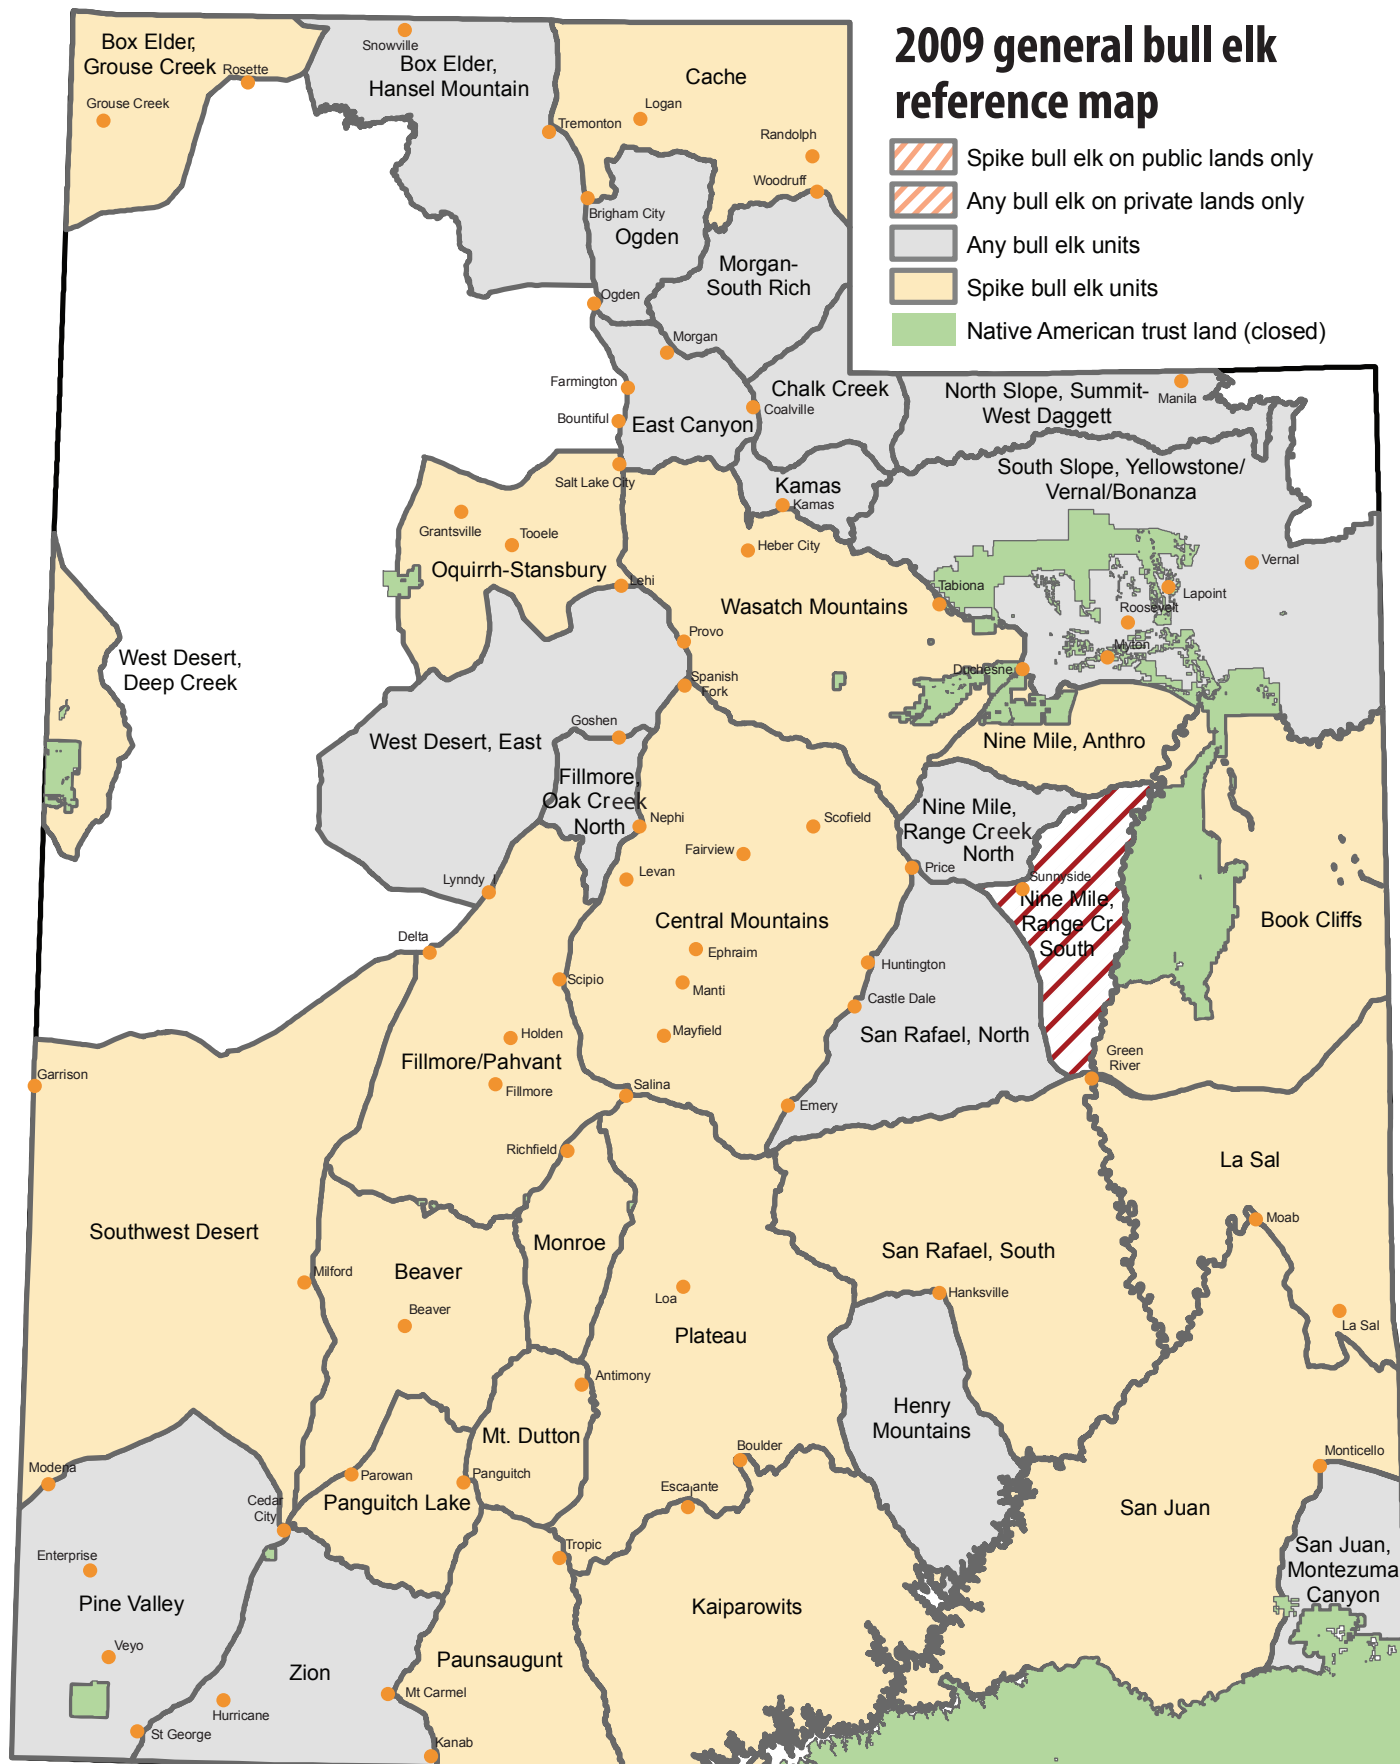 2009 general bull elk
reference map
Spike bull elk on public lands only
Any bull elk on private lands only
Any bull elk units
Spike bull elk units
Native American trust land (closed)
Box Elder,
Grouse Creek
Rosette
Grouse Creek
Snowville
Box Elder,
Hansel Mountain
Tremonton
Cache
Logan
Randolph
Woodruff
Brigham City
Ogden
Morgan-
South Rich
Ogden
Morgan
Farmington
Bountiful
East Canyon
Chalk Creek
Coalville
North Slope, Summit-
West Daggett
Manila
South Slope, Yellowstone/
Vernal/Bonanza
Kamas
Kamas
Salt Lake City
Grantsville
Tooele
Oquirrh-Stansbury
Lehi
Heber City
Wasatch Mountains
Tabiona
Vernal
Lapoint
Roosevelt
Myton
Duchesne
Provo
Spanish
Fork
West Desert,
Deep Creek
West Desert, East
Goshen
Fillmore,
Oak Creek
North
Nephi
Nine Mile, Anthro
Nine Mile,
Range Creek
North
Scofield
Fairview
Levan
Price
Sunnyside
Nine Mile,
Range Cr
South
Book Cliffs
Lynndy l
Delta
Central Mountains
Ephraim
Manti
Mayfield
Scipio
Huntington
Castle Dale
San Rafael, North
Holden
Fillmore/Pahvant
Fillmore
Garrison
Salina
Emery
Green
River
Richfield
La Sal
Moab
Southwest Desert
Monroe
San Rafael, South
Milford
Beaver
Beaver
Loa
Plateau
Hanksville
La Sal
Antimony
Henry
Mountains
Mt. Dutton
Modena
Parowan
Panguitch
Panguitch Lake
Boulder
Escalante
Monticello
Cedar
City
San Juan
Enterprise
Tropic
San Juan,
Montezuma
Canyon
Pine Valley
Kaiparowits
Veyo
Zion
Paunsaugunt
Mt Carmel
Hurricane
St George
Kanab